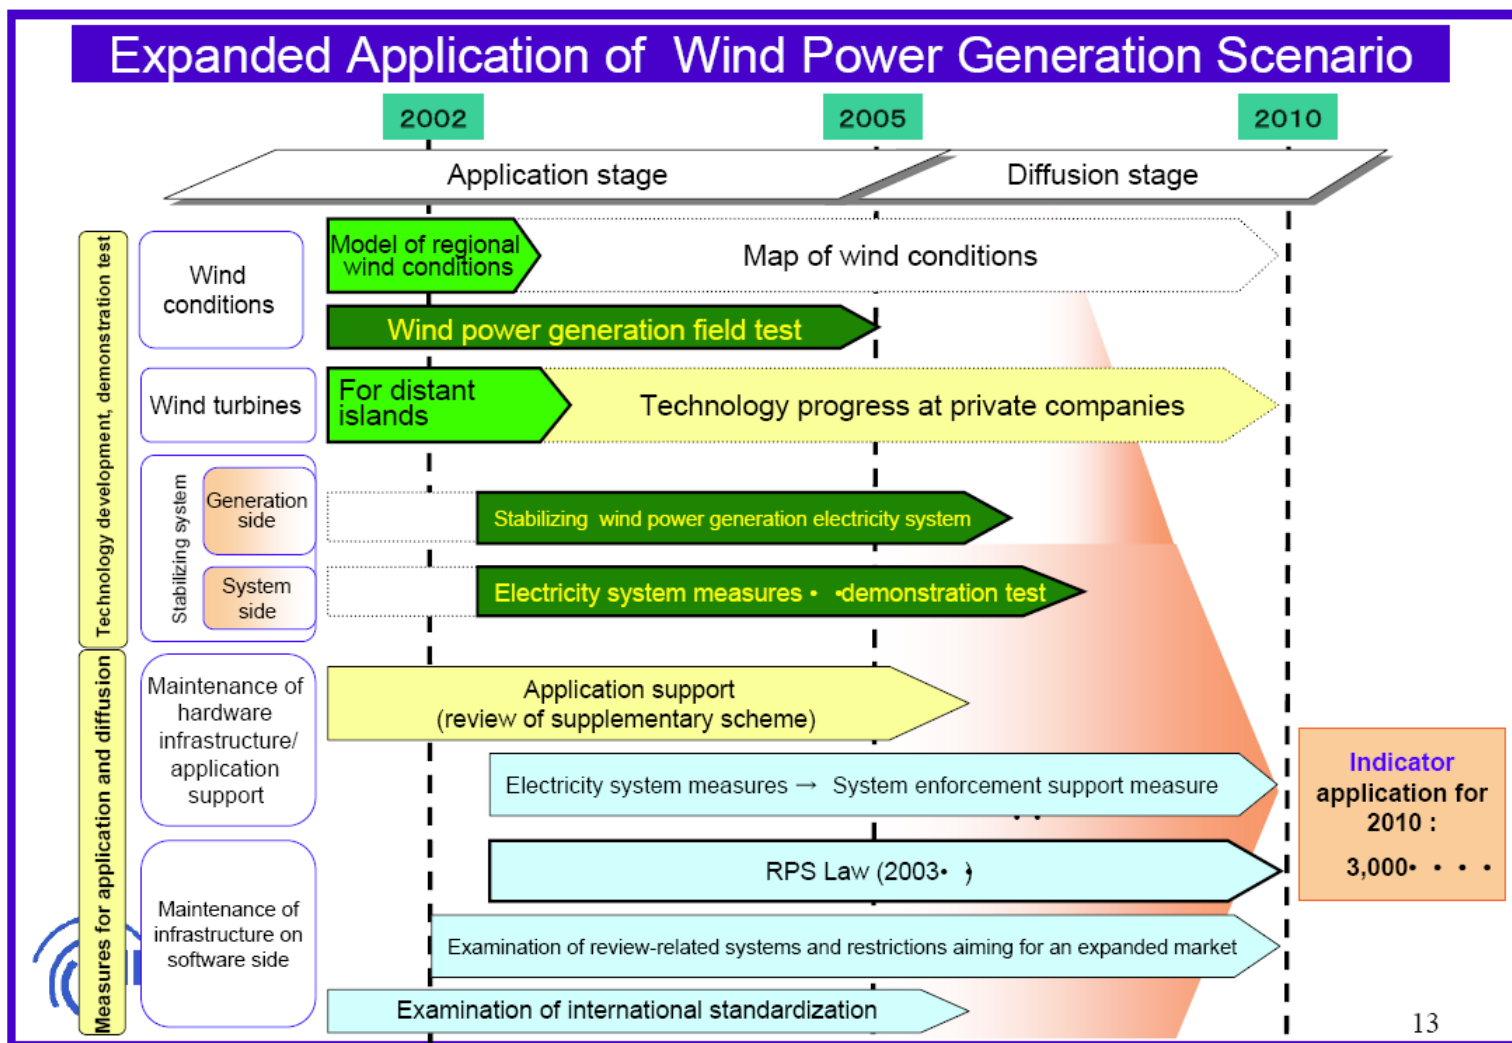 Expanded Application of Wind Power Generation Scenario
2002
2005
2010
Application stage
Diffusion stage
Technology development, demonstration test
Wind
conditions
Model of regional
wind conditions
Map of wind conditions
Wind power generation field test
Wind turbines
For distant
islands
Technology progress at private companies
Stabilizing system
Generation
side
Stabilizing wind power generation electricity system
System
side
Electricity system measures・ ・demonstration test
Measures for application and diffusion
Maintenance of
hardware
infrastructure/
application
support
Application support
(review of supplementary scheme)
Electricity system measures → System enforcement support measure
Indicator
application for
2010 :
3,000・ ・ ・ ・
Maintenance of
infrastructure on
software side
RPS Law (2003・ ・)
Examination of review-related systems and restrictions aiming for an expanded market
Examination of international standardization
13